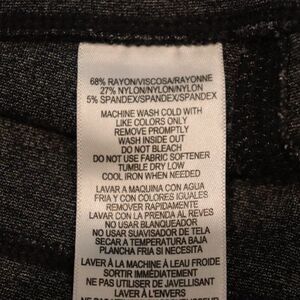 68% RAYON/VISCOSA/RAYONNE
27% NYLON/NYLON/NYLON
5% SPANDEX/SPANDEX/SPANDEX
MACHINE WASH COLD WITH
LIKE COLORS ONLY
REMOVE PROMPTLY
WASH INSIDE OUT
DO NOT BLEACH
DO NOT USE FABRIC SOFTENER
TUMBLE DRY LOW
COOL IRON WHEN NEEDED
LAVAR A MAQUINA CON AGUA
FRIA Y CON COLORES IGUALES
REMOVER RAPIDAMENTE
LAVAR CON LA PRENDA AL REVES
NO USAR BLANQUEADOR
NO USAR SUAVISADOR DE TELA
SECAR A TEMPERATURA BAJA
PLANCHA FRIA SI ES NECESARIO
LAVER À LA MACHINE À LEAU FROIDE
SORTIR IMMÉDIATEMENT
NE PAS UTILISER DE JAVELLISANT
LAVER À L'ENVERS